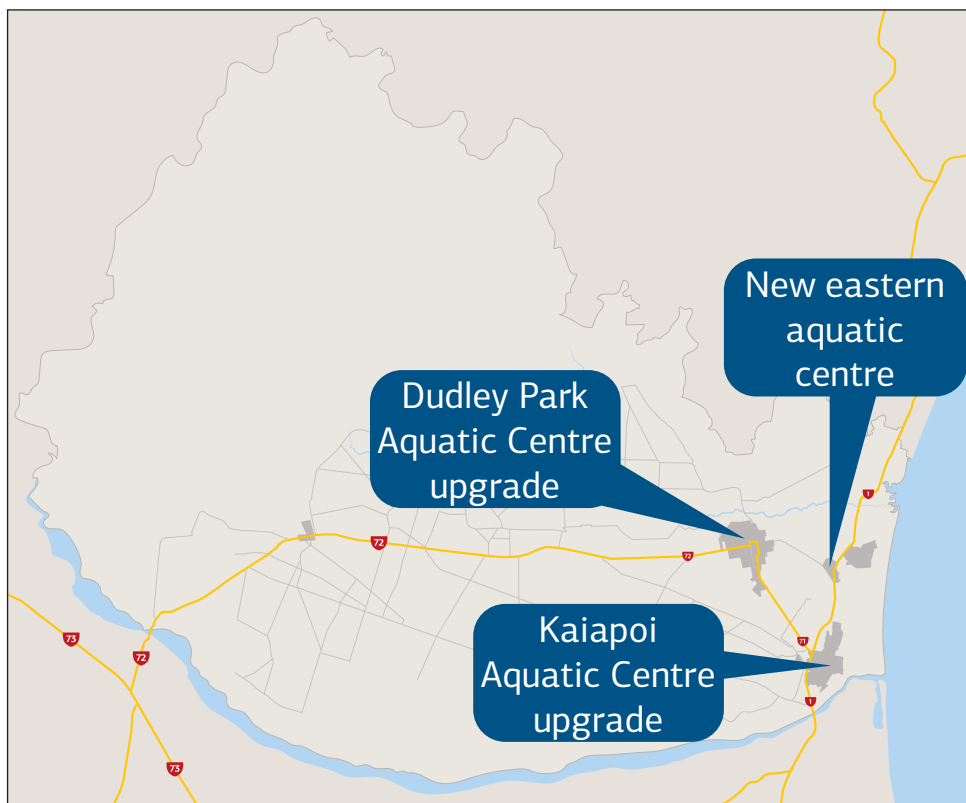 New eastern
aquatic
centre
Dudley Park
Aquatic Centre
upgrade
1
72
72
Kaiapoi
Aquatic Centre
upgrade
71
73
72
1
73